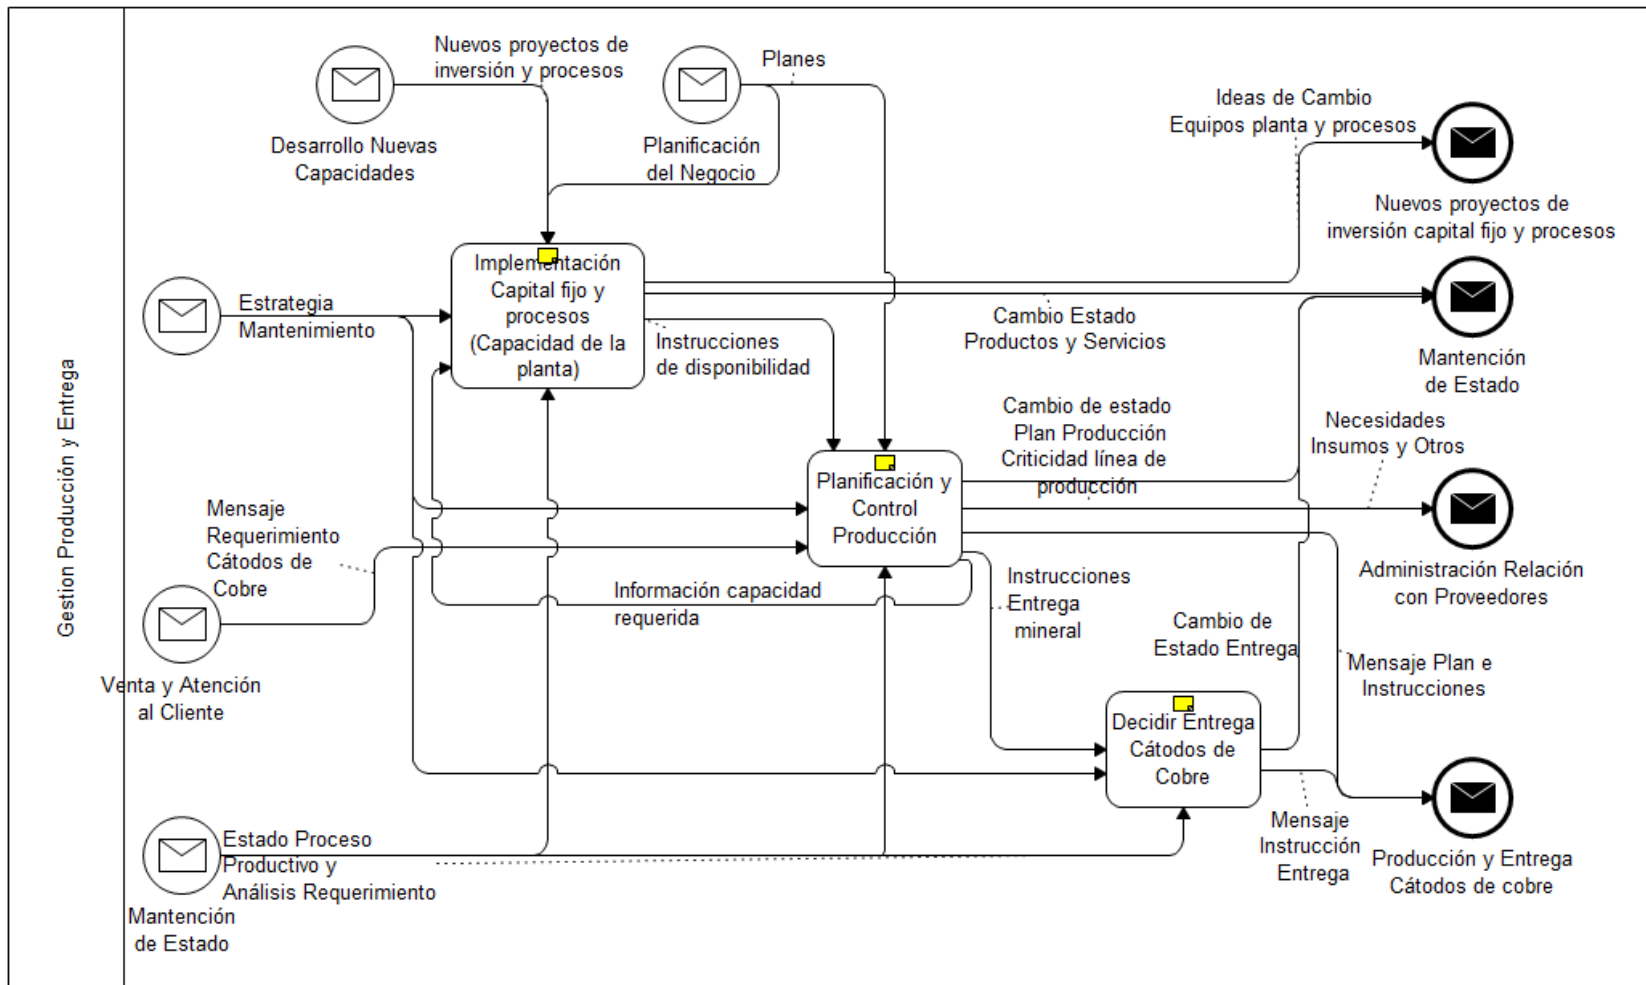 Gestion Producción y Entrega
Nuevos proyectos de
inversión y procesos
Planes
Desarrollo Nuevas
Capacidades
Planificación
del Negocio
Ideas de Cambio
Equipos planta y procesos
Nuevos proyectos de
inversión capital fijo y procesos
Estrategia
Mantenimiento
Implementación
Capital fijo y
procesos
(Capacidad de la
planta)
Instrucciones
de disponibilidad
Cambio Estado
Productos y Servicios
Mantención
de Estado
Cambio de estado
Plan Producción
Criticidad línea de
producción
Necesidades
Insumos y Otros
Mensaje
Requerimiento
Cátodos de
Cobre
Planificación y
Control
Producción
Administración Relación
con Proveedores
Información capacidad
requerida
Instrucciones
Entrega
mineral
Cambio de
Estado Entrega
Mensaje Plan e
Instrucciones
Venta y Atención
al Cliente
Decidir Entrega
Cátodos de
Cobre
Estado Proceso
Productivo y
Análisis Requerimiento
Mensaje
Instrucción
Entrega
Producción y Entrega
Cátodos de cobre
Mantención
de Estado